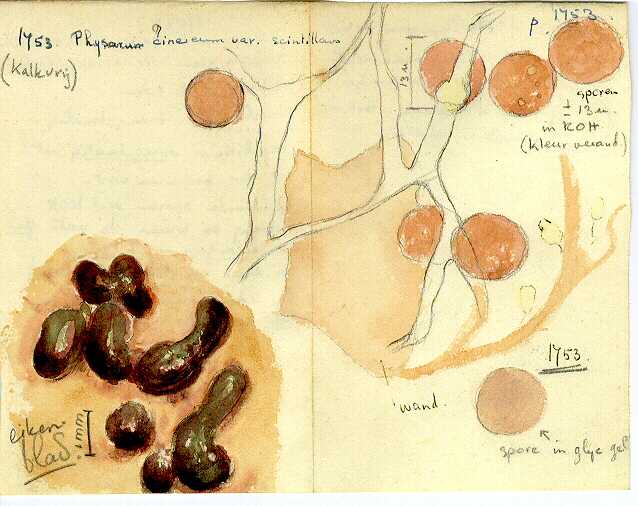 1753. Physarum cinereum var. scintillans
(Kalkvrij)
p. 1753.
13 µ.
sporen
± 13 µ.
in KOH
(kleur verand)
1753.
wand.
spore in glyc gel
eiken
blad.
1 mm